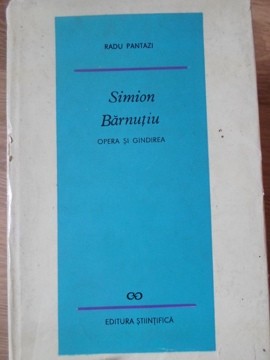 RADU PANTAZI
Simion
Bărnuțiu
OPERA ȘI GÎNDIREA
EDITURA ȘTIINȚIFICĂ